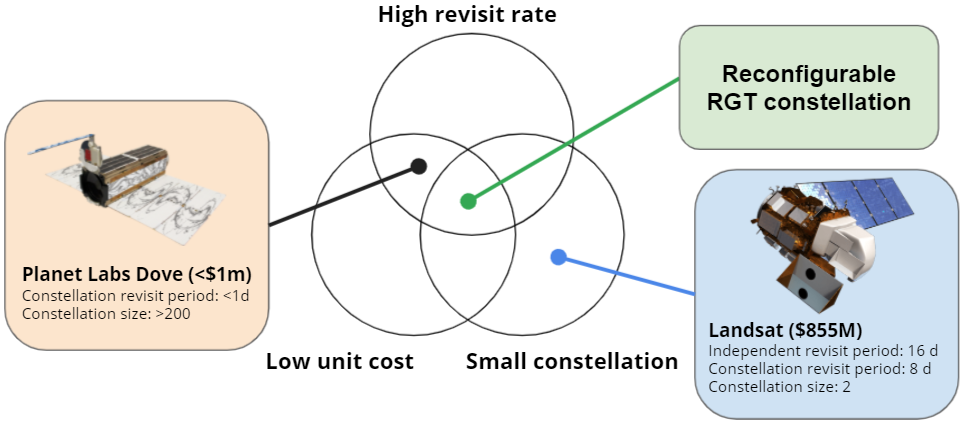 High revisit rate
Reconfigurable
RGT constellation
Planet Labs Dove (<$1m)
Constellation revisit period: <1d
Constellation size: >200
Landsat ($855M)
Independent revisit period: 16 d
Constellation revisit period: 8 d
Constellation size: 2
Low unit cost
Small constellation